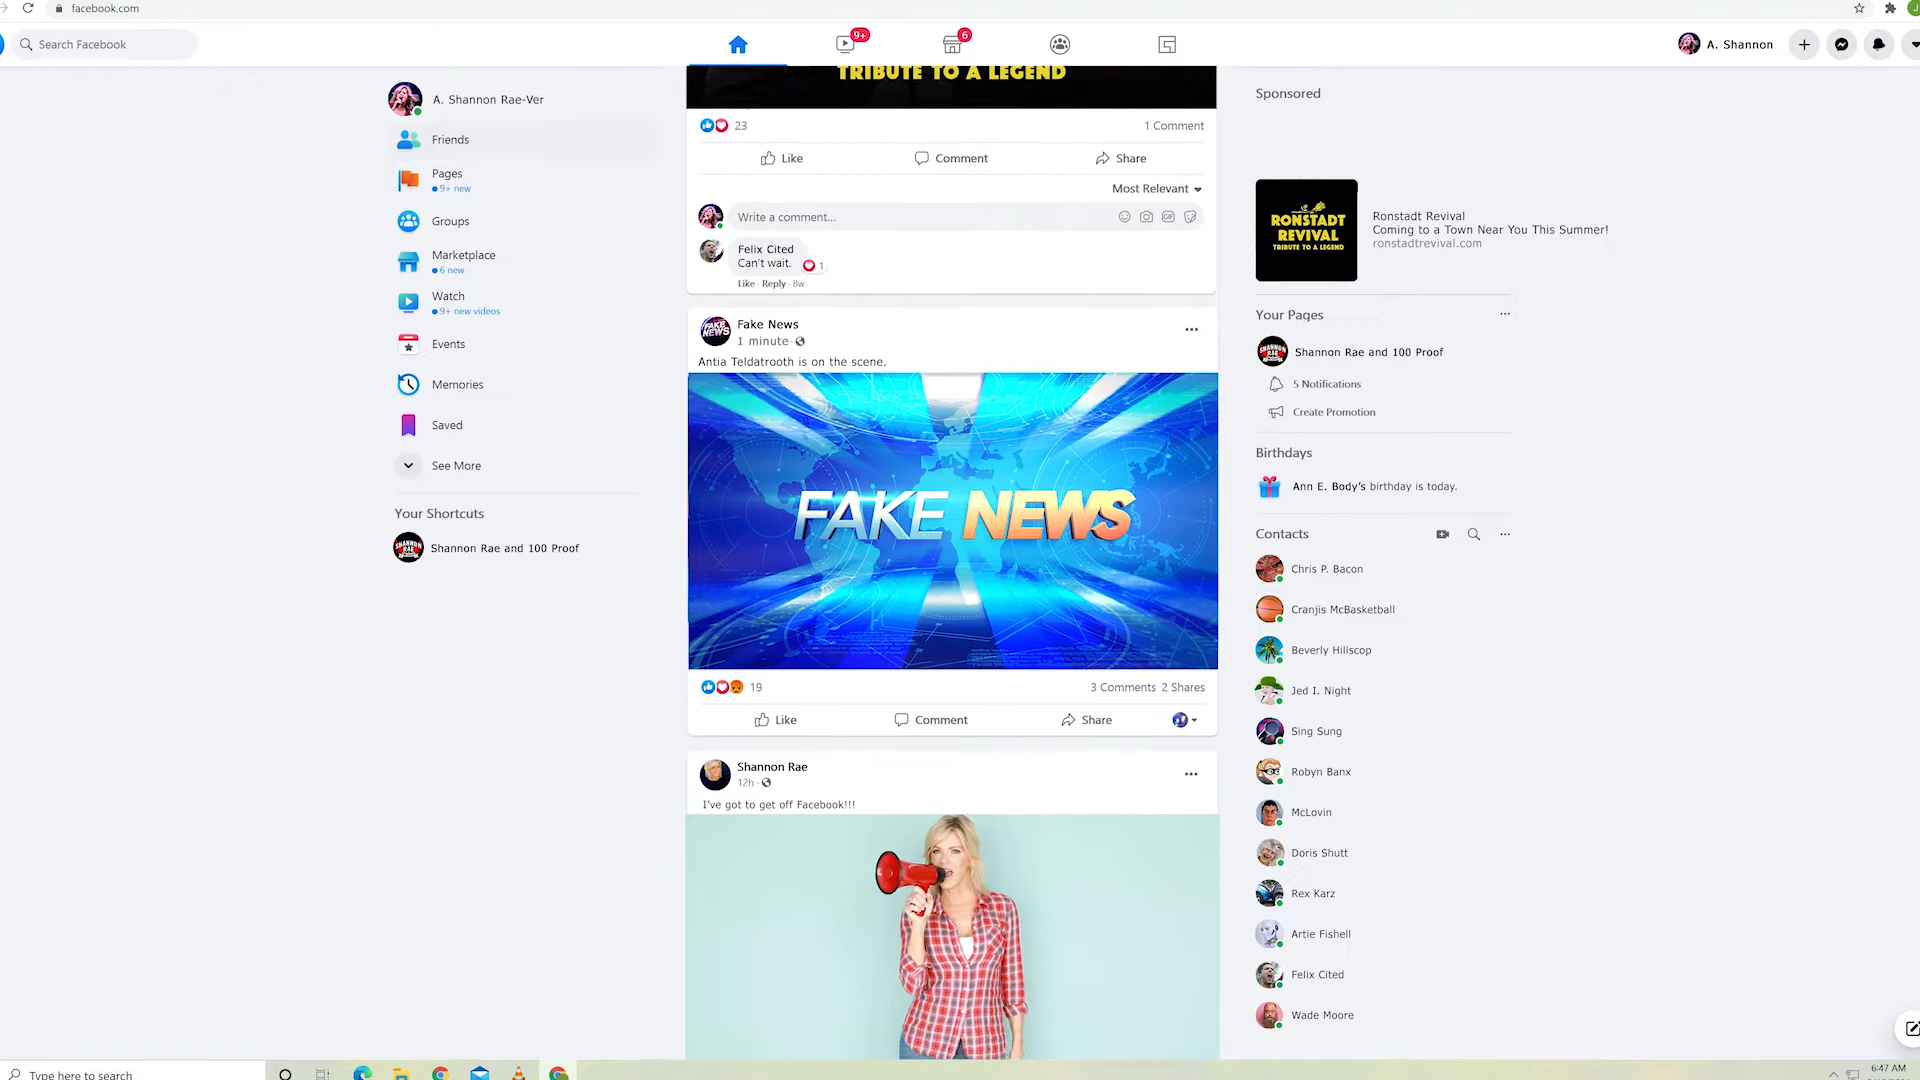 facebook.com
Search Facebook
9+
6
A. Shannon
J
A. Shannon Rae-Ver
Friends
Pages
9+ new
Groups
Marketplace
6 new
Watch
9+ new videos
Events
Memories
Saved
See More
Your Shortcuts
Shannon Rae and 100 Proof
TRIBUTE TO A LEGEND
23
1 Comment
Like
Comment
Share
Most Relevant
Write a comment...
GIF
Felix Cited
Can't wait.
1
Like · Reply · 8w
FAKE NEWS
Fake News
1 minute ·
Antia Teldatrooth is on the scene.
FAKE NEWS
19
3 Comments 2 Shares
Like
Comment
Share
Shannon Rae
12h ·
I've got to get off Facebook!!!
Sponsored
RONSTADT
REVIVAL
TRIBUTE TO A LEGEND
Ronstadt Revival
Coming to a Town Near You This Summer!
ronstadtrevival.com
Your Pages
Shannon Rae and 100 Proof
5 Notifications
Create Promotion
Birthdays
Ann E. Body's birthday is today.
Contacts
Chris P. Bacon
Cranjis McBasketball
Beverly Hillscop
Jed I. Night
Sing Sung
Robyn Banx
McLovin
Doris Shutt
Rex Karz
Artie Fishell
Felix Cited
Wade Moore
Type here to search
6:47 AM